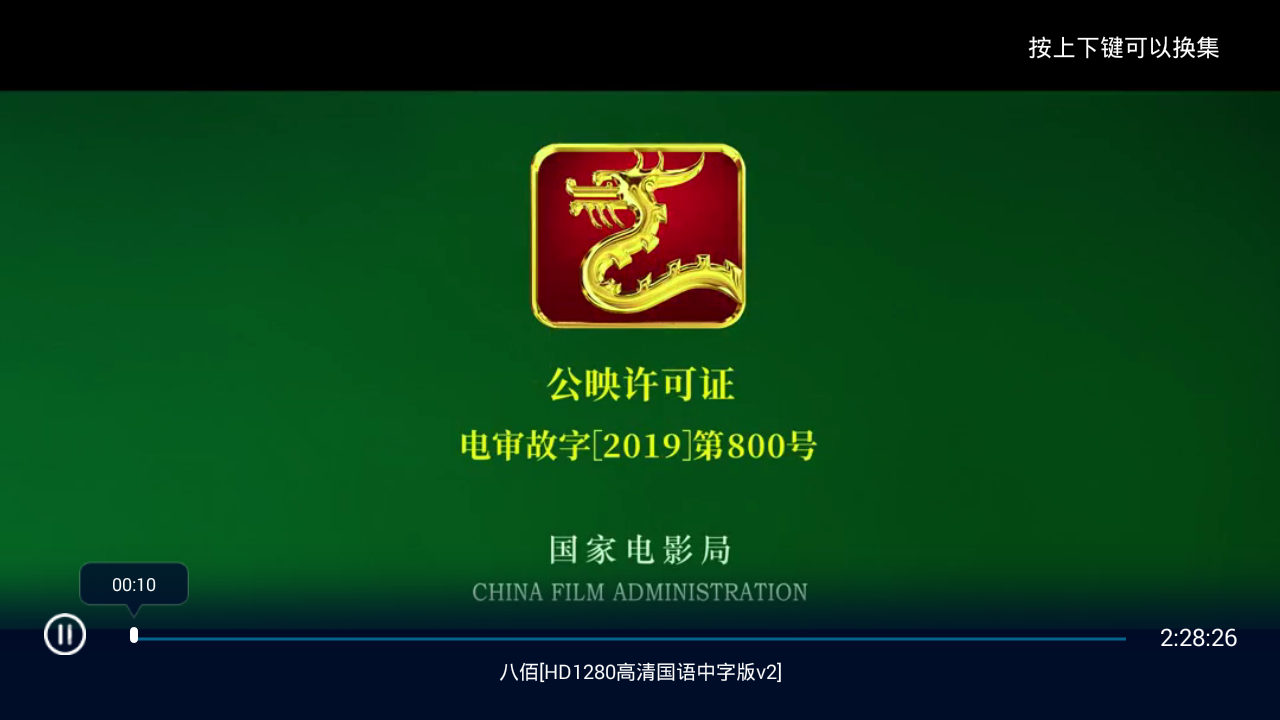 按上下键可以换集
公映许可证
电审故字[2019]第800号
国家电影局
CHINA FILM ADMINISTRATION
00:10
2:28:26
八佰[HD1280高清国语中字版v2]